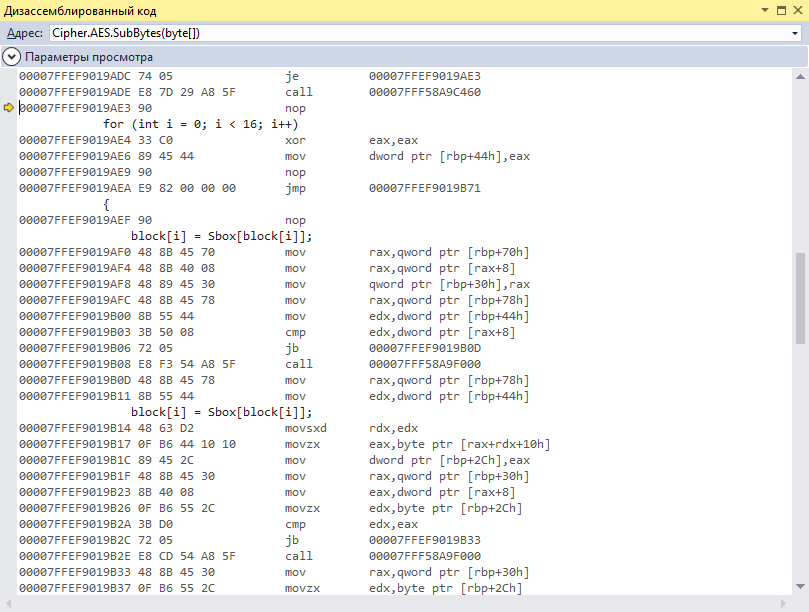 Дизассемблированный код
Адрес: Cipher.AES.SubBytes(byte[])
Параметры просмотра
00007FFEF9019ADC 74 05 je 00007FFEF9019AE3
00007FFEF9019ADE E8 7D 29 A8 5F call 00007FFF58A9C460
00007FFEF9019AE3 90 nop
for (int i = 0; i < 16; i++)
00007FFEF9019AE4 33 C0 xor eax,eax
00007FFEF9019AE6 89 45 44 mov dword ptr [rbp+44h],eax
00007FFEF9019AE9 90 nop
00007FFEF9019AEA E9 82 00 00 00 jmp 00007FFEF9019B71
{
00007FFEF9019AEF 90 nop
block[i] = Sbox[block[i]];
00007FFEF9019AF0 48 8B 45 70 mov rax,qword ptr [rbp+70h]
00007FFEF9019AF4 48 8B 40 08 mov rax,qword ptr [rax+8]
00007FFEF9019AF8 48 89 45 30 mov qword ptr [rbp+30h],rax
00007FFEF9019AFC 48 8B 45 78 mov rax,qword ptr [rbp+78h]
00007FFEF9019B00 8B 55 44 mov edx,dword ptr [rbp+44h]
00007FFEF9019B03 3B 50 08 cmp edx,dword ptr [rax+8]
00007FFEF9019B06 72 05 jb 00007FFEF9019B0D
00007FFEF9019B08 E8 F3 54 A8 5F call 00007FFF58A9F000
00007FFEF9019B0D 48 8B 45 78 mov rax,qword ptr [rbp+78h]
00007FFEF9019B11 8B 55 44 mov edx,dword ptr [rbp+44h]
block[i] = Sbox[block[i]];
00007FFEF9019B14 48 63 D2 movsxd rdx,edx
00007FFEF9019B17 0F B6 44 10 10 movzx eax,byte ptr [rax+rdx+10h]
00007FFEF9019B1C 89 45 2C mov dword ptr [rbp+2Ch],eax
00007FFEF9019B1F 48 8B 45 30 mov rax,qword ptr [rbp+30h]
00007FFEF9019B23 8B 40 08 mov eax,dword ptr [rax+8]
00007FFEF9019B26 0F B6 55 2C movzx edx,byte ptr [rbp+2Ch]
00007FFEF9019B2A 3B D0 cmp edx,eax
00007FFEF9019B2C 72 05 jb 00007FFEF9019B33
00007FFEF9019B2E E8 CD 54 A8 5F call 00007FFF58A9F000
00007FFEF9019B33 48 8B 45 30 mov rax,qword ptr [rbp+30h]
00007FFEF9019B37 0F B6 55 2C movzx edx,byte ptr [rbp+2Ch]